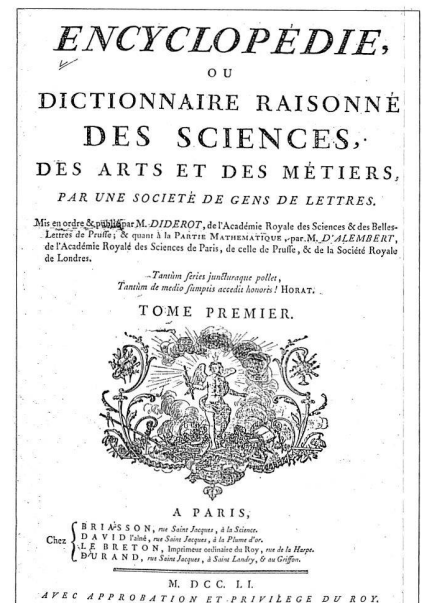 ENCYCLOPÉDIE,
OU
DICTIONNAIRE RAISONNÉ
DES SCIENCES,
DES ARTS ET DES MÉTIERS,
PAR UNE SOCIETÉ DE GENS DE LETTRES.
Mis en ordre & publié par M. DIDEROT, de l'Académie Royale des Sciences & des Belles-
Lettres de Prusse; & quant à la PARTIE MATHÉMATIQUE, par M. D'ALEMBERT,
de l'Académie Royale des Sciences de Paris, de celle de Prusse, & de la Société Royale
de Londres.
Tantùm series juncturaque pollet,
Tantùm de medio sumptis accedit honoris! HORAT.
TOME PREMIER.
A PARIS,
Chez
BRIASSON, rue Saint Jacques, à la Science.
DAVID l'aîné, rue Saint Jacques, à la Plume d'or.
LE BRETON, Imprimeur ordinaire du Roy, rue de la Harpe.
DURAND, rue Saint Jacques, à Saint Landry, & au Griffon.
M. DCC. LI.
AVEC APPROBATION ET PRIVILEGE DU ROY.